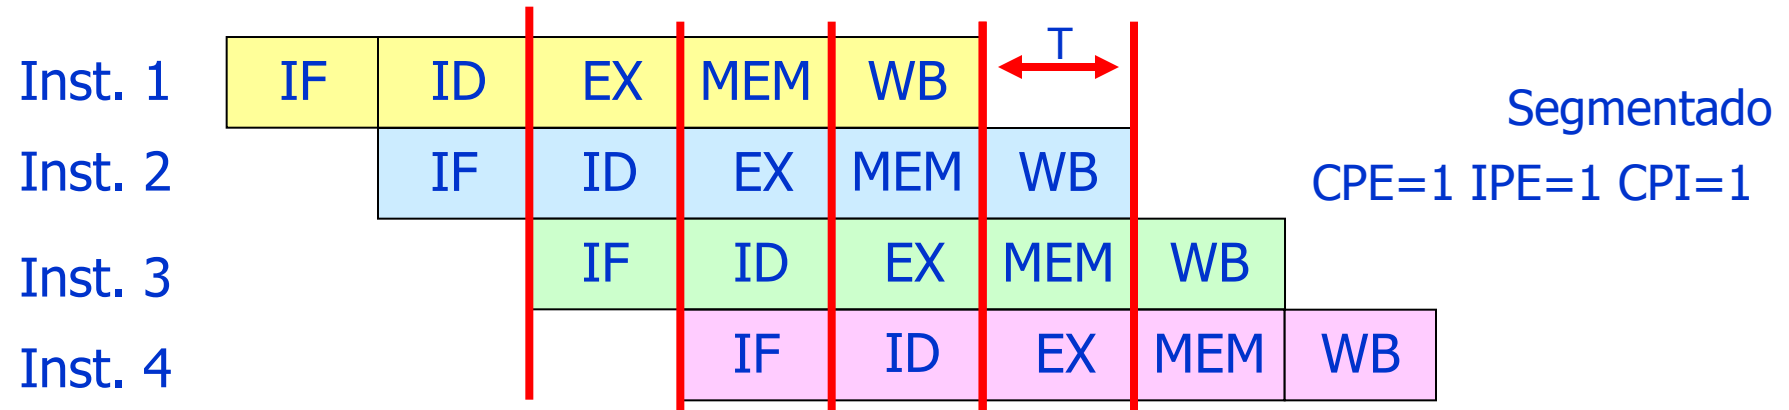 T
Inst. 1 IF ID EX MEM WB
Segmentado
Inst. 2 IF ID EX MEM WB
CPE=1 IPE=1 CPI=1
Inst. 3 IF ID EX MEM WB
Inst. 4 IF ID EX MEM WB